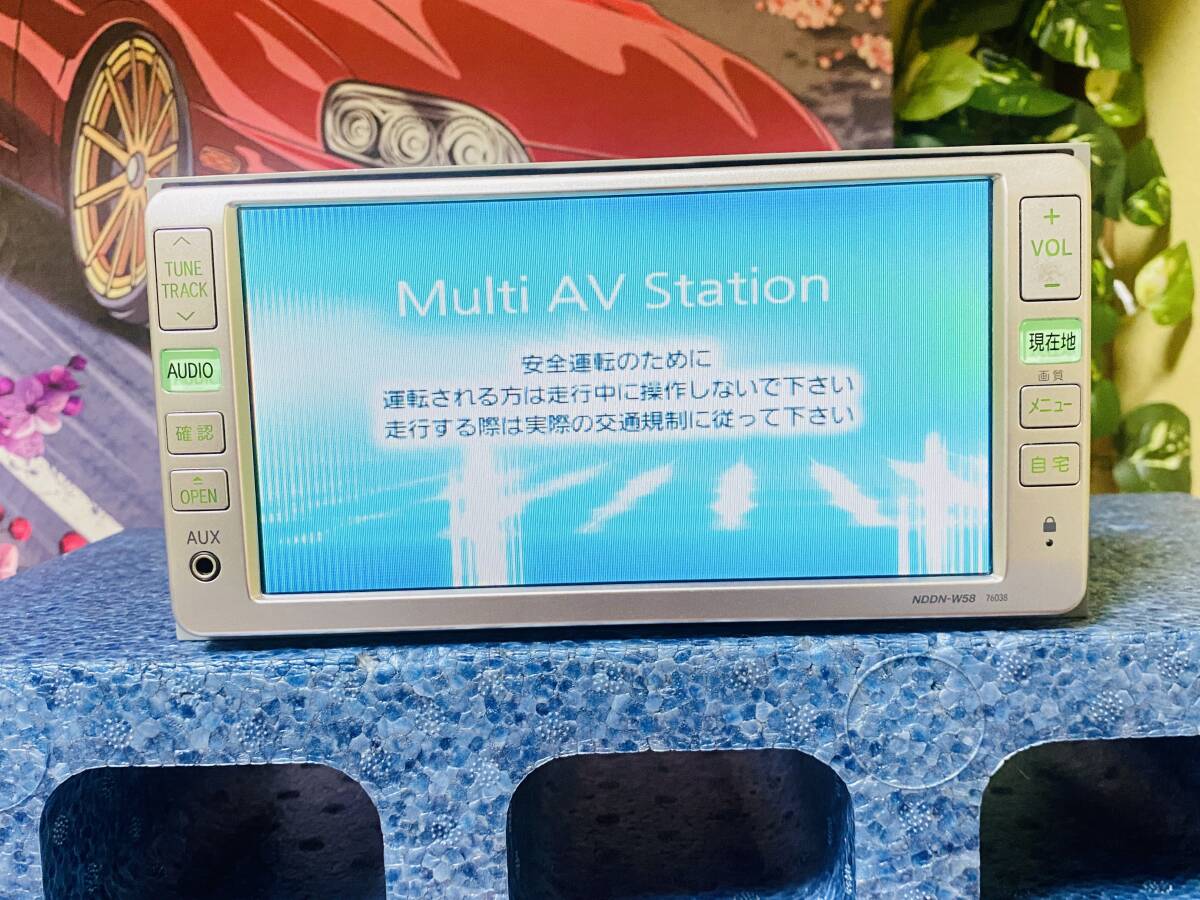 TUNE
TRACK
AUDIO
確認
OPEN
AUX
Multi AV Station
安全運転のために
運転される方は走行中に操作しないで下さい
走行する際は実際の交通規制に従って下さい
+
VOL
−
現在地
画質
メニュー
自宅
NDDN-W58 76038